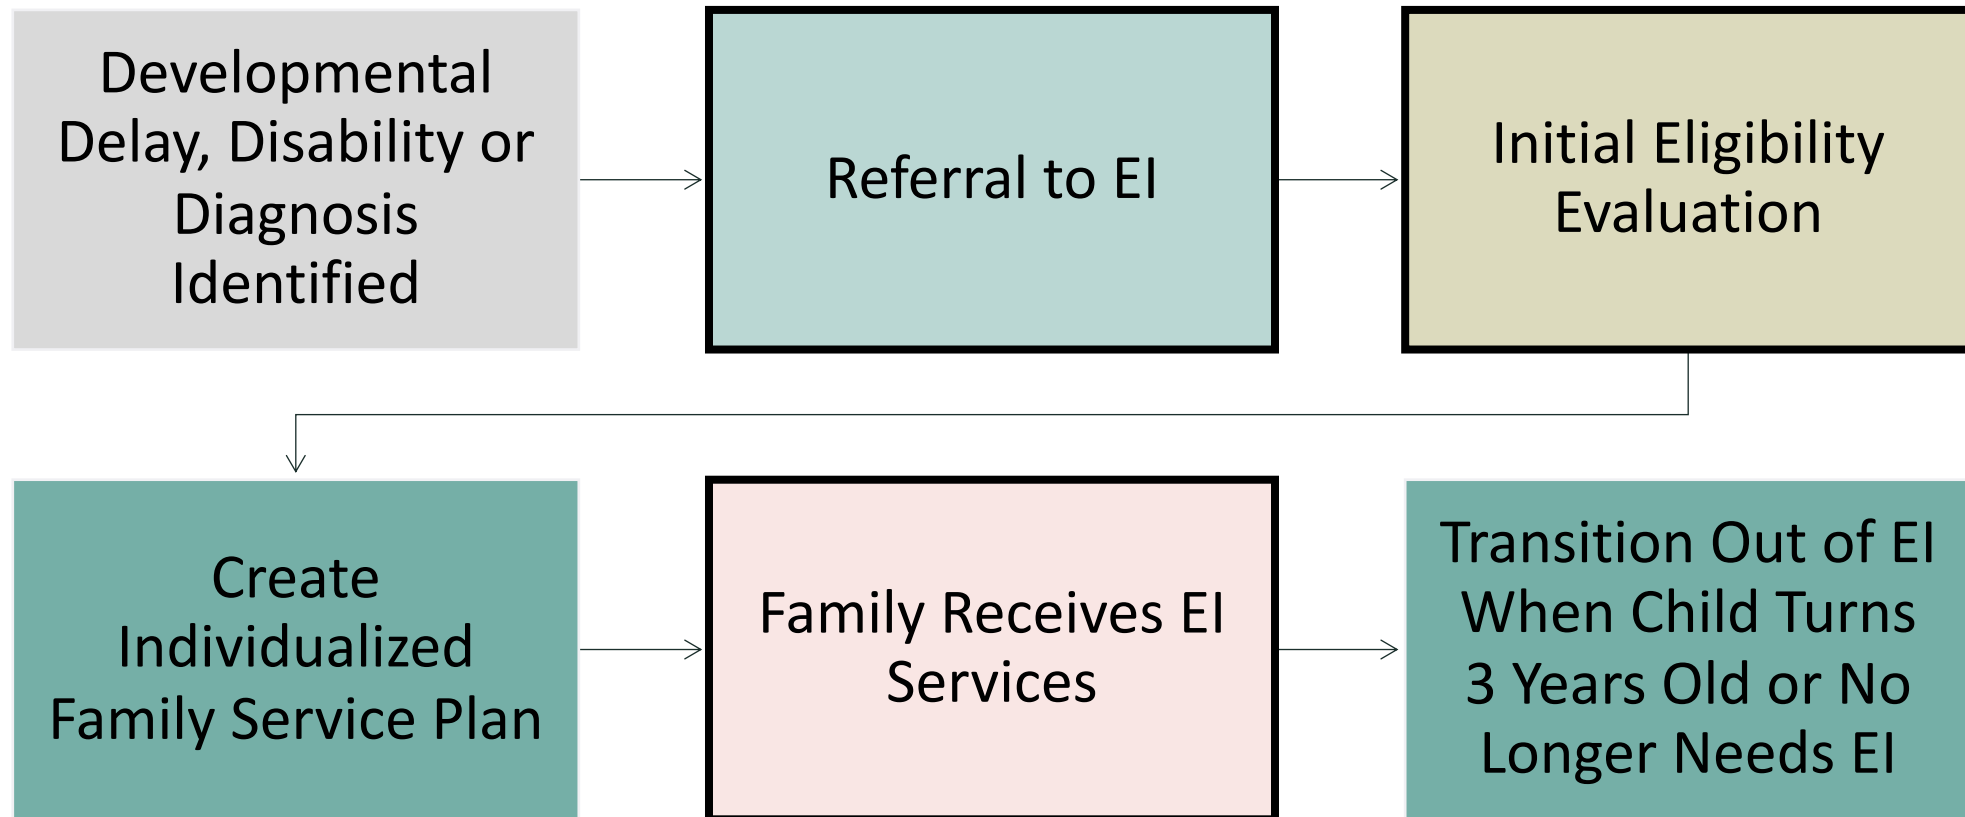 Developmental
Delay, Disability or
Diagnosis
Identified
Referral to EI
Initial Eligibility
Evaluation
Create
Individualized
Family Service Plan
Family Receives EI
Services
Transition Out of EI
When Child Turns
3 Years Old or No
Longer Needs EI